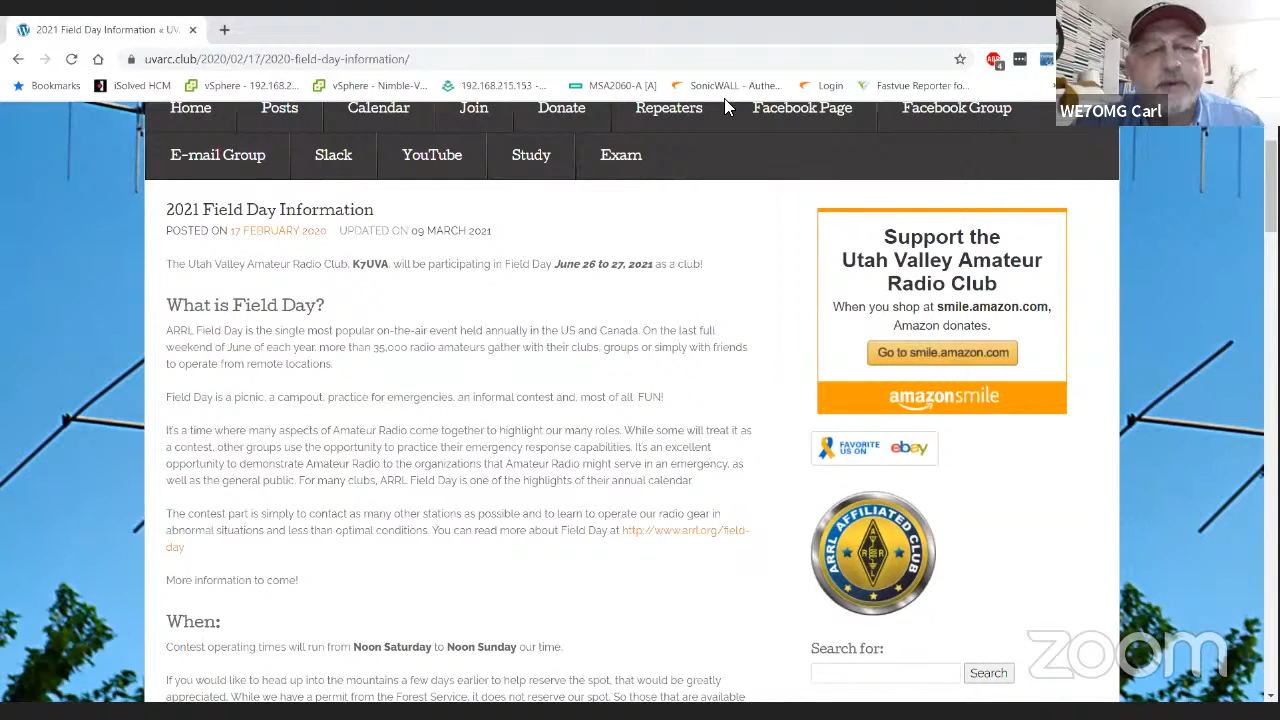 2021 Field Day Information « UV
uvarc.club/2020/02/17/2020-field-day-information/
Bookmarks
iSolved HCM
vSphere - 192.168.2...
vSphere - Nimble-V...
192.168.215.153 -...
MSA2060-A [A]
SonicWALL - Authe...
Login
Fastvue Reporter fo...
WE7OMG Carl
Home
Posts
Calendar
Join
Donate
Repeaters
Facebook Page
Facebook Group
E-mail Group
Slack
YouTube
Study
Exam
2021 Field Day Information
POSTED ON 17 FEBRUARY 2020 UPDATED ON 09 MARCH 2021
The Utah Valley Amateur Radio Club, K7UVA, will be participating in Field Day June 26 to 27, 2021 as a club!
What is Field Day?
ARRL Field Day is the single most popular on-the-air event held annually in the US and Canada. On the last full
weekend of June of each year, more than 35,000 radio amateurs gather with their clubs, groups or simply with friends
to operate from remote locations.
Field Day is a picnic, a campout, practice for emergencies, an informal contest and, most of all, FUN!
It's a time where many aspects of Amateur Radio come together to highlight our many roles. While some will treat it as
a contest, other groups use the opportunity to practice their emergency response capabilities. It's an excellent
opportunity to demonstrate Amateur Radio to the organizations that Amateur Radio might serve in an emergency, as
well as the general public. For many clubs, ARRL Field Day is one of the highlights of their annual calendar.
The contest part is simply to contact as many other stations as possible and to learn to operate our radio gear in
abnormal situations and less than optimal conditions. You can read more about Field Day at http://www.arrl.org/field-
day
More information to come!
When:
Contest operating times will run from Noon Saturday to Noon Sunday our time.
If you would like to head into the mountains a few days earlier to help reserve the spot, that would be greatly
appreciated. While we have a permit from the Forest Service, it does not reserve our spot. So those that are available
Support the
Utah Valley Amateur
Radio Club
When you shop at smile.amazon.com,
Amazon donates.
Go to smile.amazon.com
amazonsmile
FAVORITE
US ON
ebay
ARRL AFFILIATED CLUB
Search for:
Search
zoom